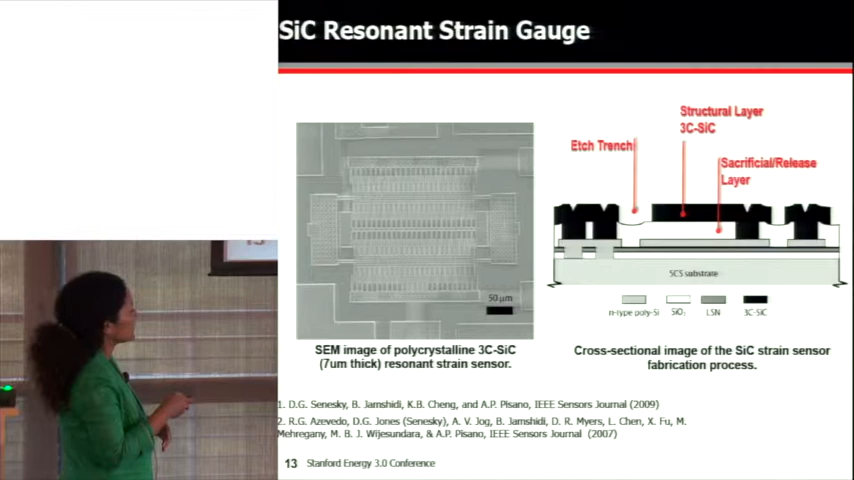 SiC Resonant Strain Gauge
Structural Layer
3C-SiC
Etch Trench
Sacrificial/Release
Layer
50 µm
SCS substrate
n-type poly-Si
SiO₂
LSN
3C-SiC
SEM image of polycrystalline 3C-SiC
(7um thick) resonant strain sensor.
Cross-sectional image of the SiC strain sensor
fabrication process.
1. D.G. Senesky, B. Jamshidi, K.B. Cheng, and A.P. Pisano, IEEE Sensors Journal (2009)
2. R.G. Azevedo, D.G. Jones (Senesky), A. V. Jog, B. Jamshidi, D. R. Myers, L. Chen, X. Fu, M.
Mehregany, M. B. J. Wijesundara, & A.P. Pisano, IEEE Sensors Journal (2007)
13 Stanford Energy 3.0 Conference